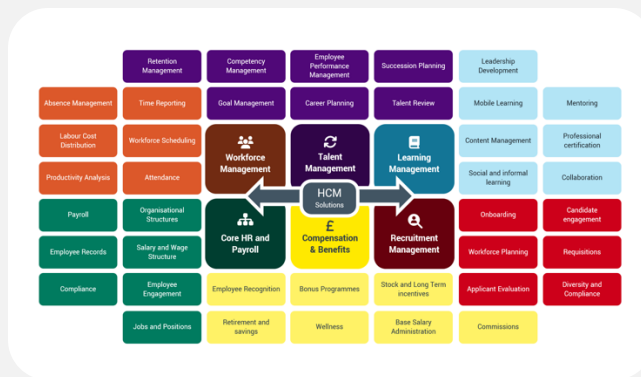 Retention
Management
Competency
Management
Employee
Performance
Management
Succession Planning
Leadership
Development
Absence Management
Time Reporting
Goal Management
Career Planning
Talent Review
Mobile Learning
Mentoring
Labour Cost
Distribution
Workforce Scheduling
Workforce
Management
Talent
Management
Learning
Management
Content Management
Professional
certification
Productivity Analysis
Attendance
Social and informal
learning
Collaboration
HCM
Solutions
Payroll
Organisational
Structures
Core HR and
Payroll
£
Compensation
& Benefits
Recruitment
Management
Onboarding
Candidate
engagement
Employee Records
Salary and Wage
Structure
Workforce Planning
Requisitions
Compliance
Employee
Engagement
Employee Recognition
Bonus Programmes
Stock and Long Term
incentives
Applicant Evaluation
Diversity and
Compliance
Jobs and Positions
Retirement and
savings
Wellness
Base Salary
Administration
Commissions